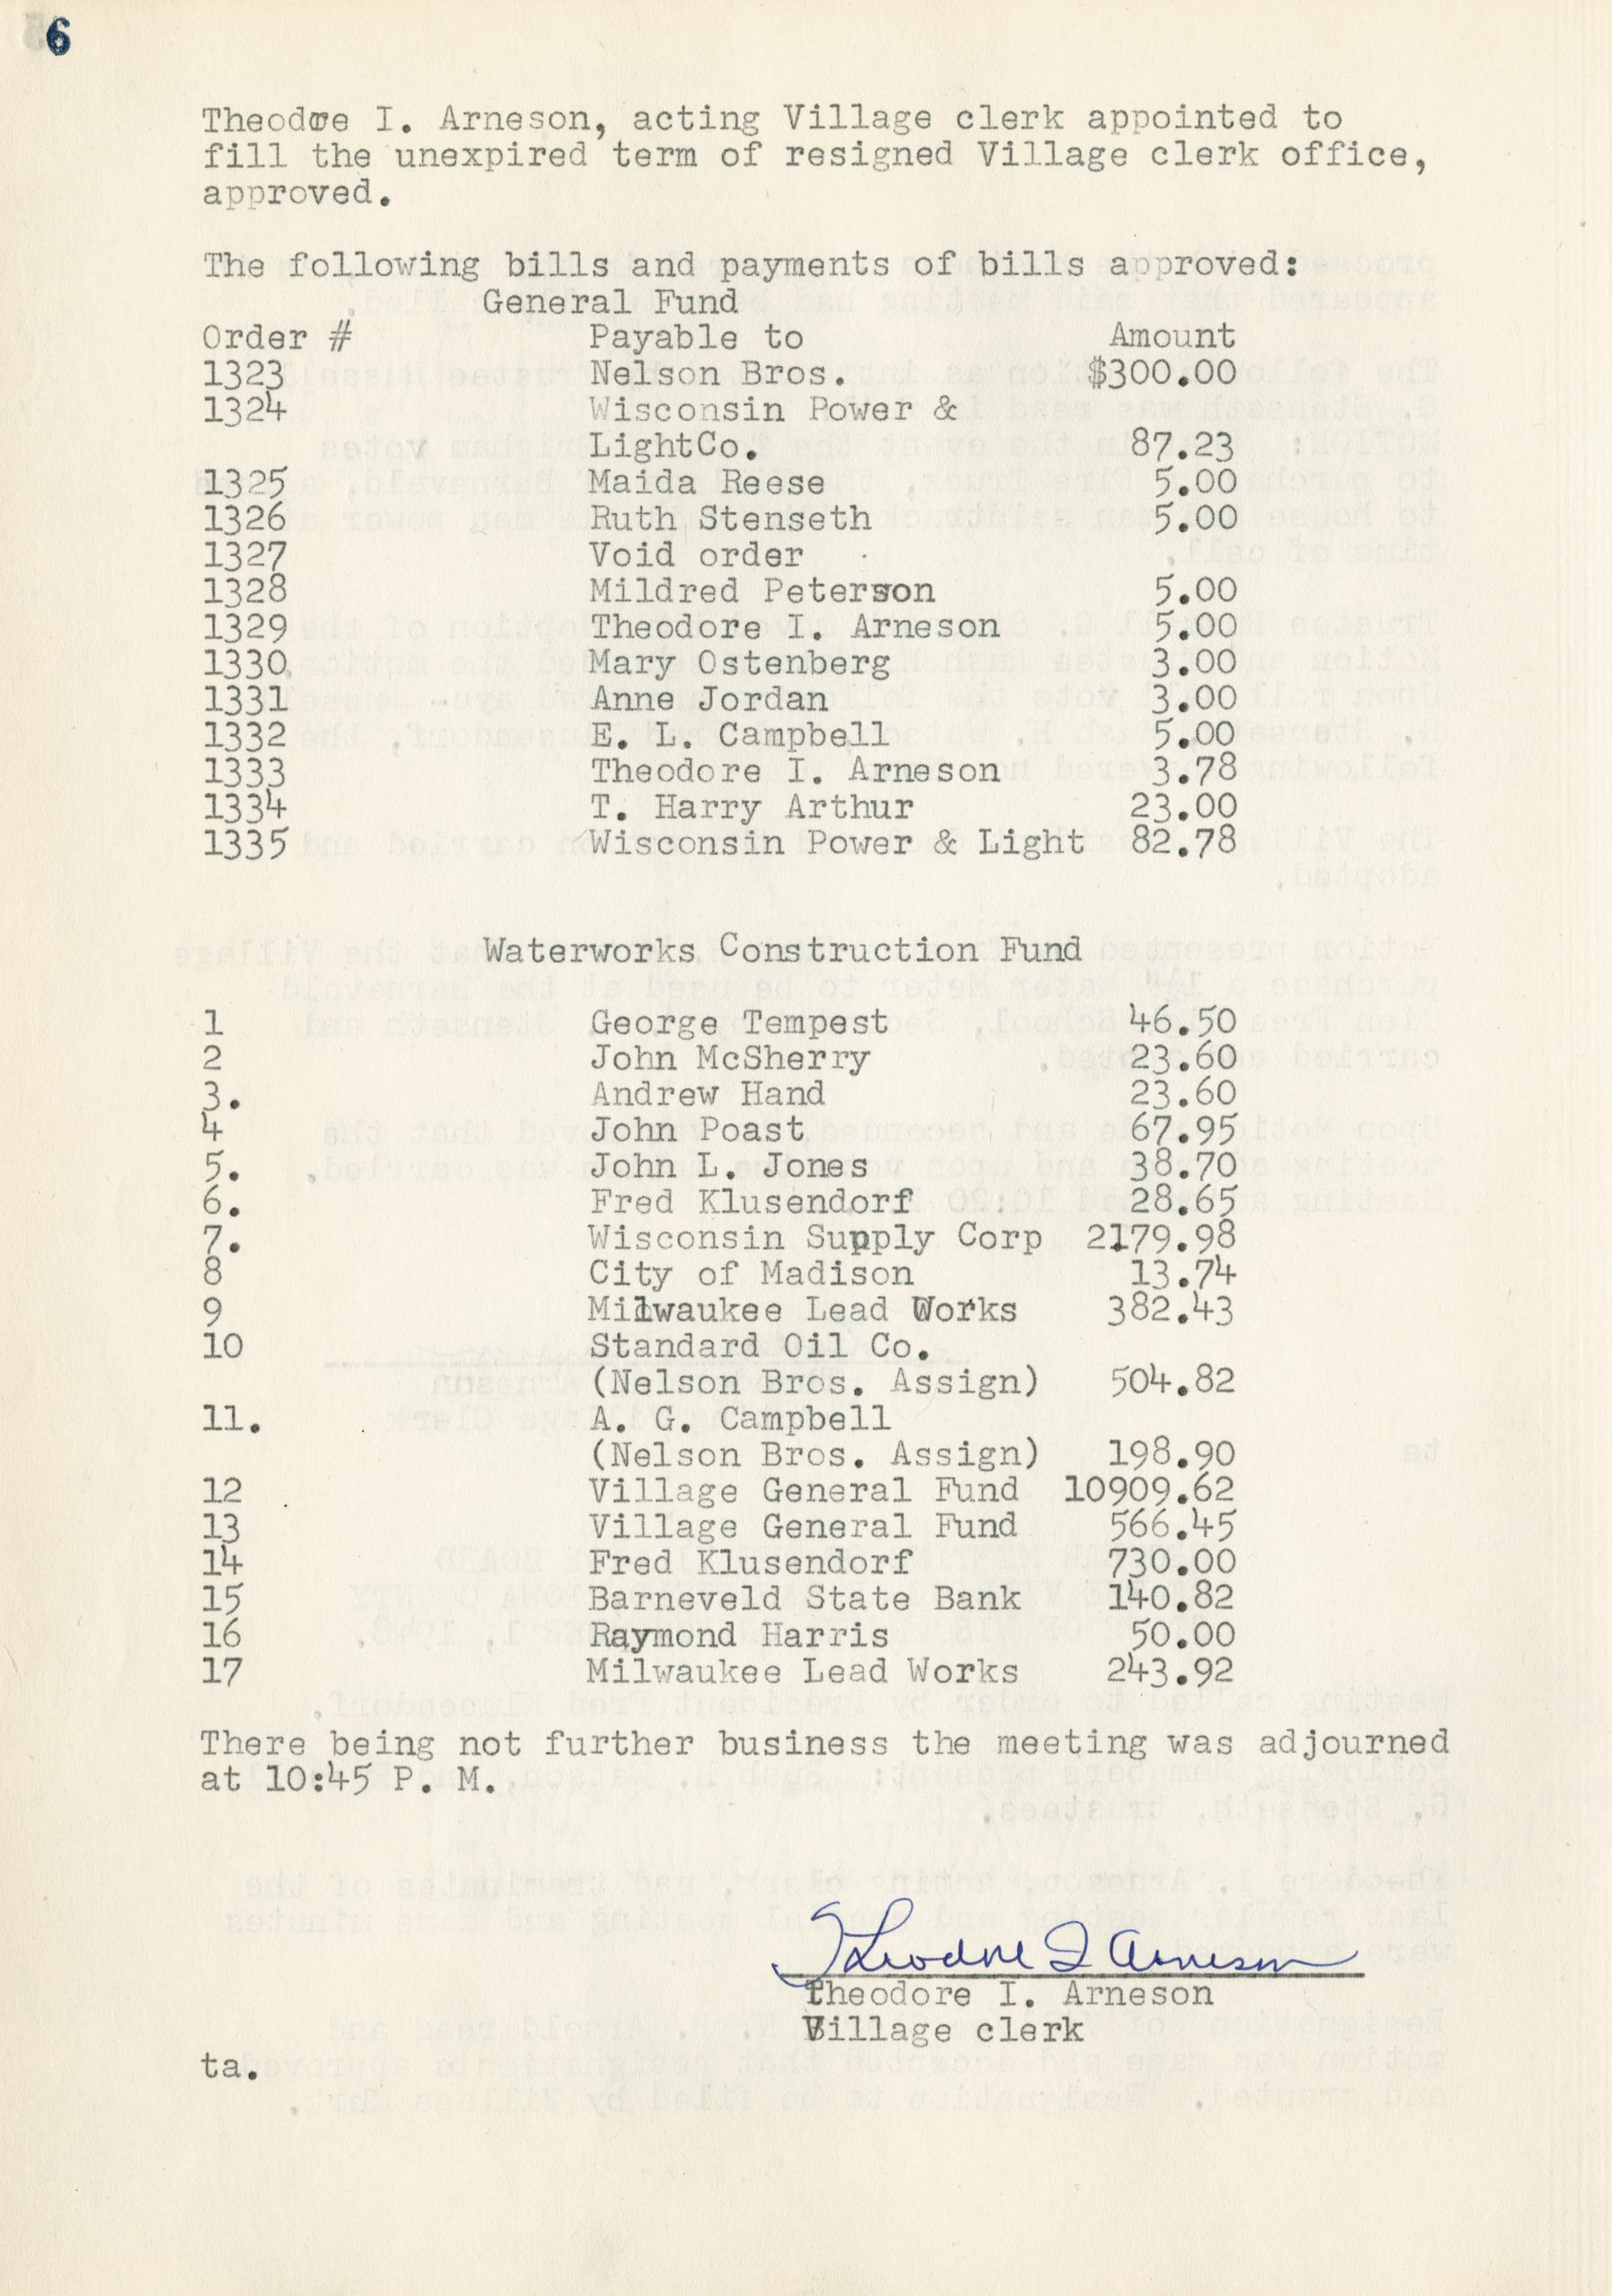 6
Theodore I. Arneson, acting Village clerk appointed to
fill the unexpired term of resigned Village clerk office,
approved.
The following bills and payments of bills approved:
General Fund
Order # Payable to Amount
1323 Nelson Bros. $300.00
1324 Wisconsin Power &
LightCo. 87.23
1325 Maida Reese 5.00
1326 Ruth Stenseth 5.00
1327 Void order
1328 Mildred Peterson 5.00
1329 Theodore I. Arneson 5.00
1330 Mary Ostenberg 3.00
1331 Anne Jordan 3.00
1332 E. L. Campbell 5.00
1333 Theodore I. Arneson 3.78
1334 T. Harry Arthur 23.00
1335 Wisconsin Power & Light 82.78
Waterworks Construction Fund
1 George Tempest 46.50
2 John McSherry 23.60
3. Andrew Hand 23.60
4 John Poast 67.95
5. John L. Jones 38.70
6. Fred Klusendorf 28.65
7. Wisconsin Supply Corp 2179.98
8 City of Madison 13.74
9 Milwaukee Lead Works 382.43
10 Standard Oil Co.
(Nelson Bros. Assign) 504.82
11. A. G. Campbell
(Nelson Bros. Assign) 198.90
12 Village General Fund 10909.62
13 Village General Fund 566.45
14 Fred Klusendorf 730.00
15 Barneveld State Bank 140.82
16 Raymond Harris 50.00
17 Milwaukee Lead Works 243.92
There being not further business the meeting was adjourned
at 10:45 P. M.
Theodore I Arneson
Theodore I. Arneson
Village clerk
ta.